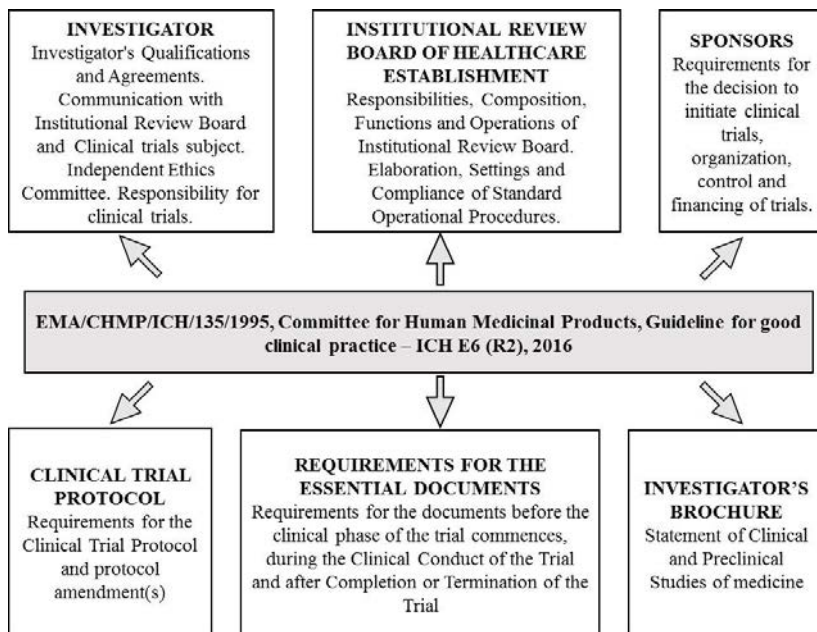 INVESTIGATOR
Investigator's Qualifications
and Agreements.
Communication with
Institutional Review Board
and Clinical trials subject.
Independent Ethics
Committee. Responsibility for
clinical trials.
INSTITUTIONAL REVIEW
BOARD OF HEALTHCARE
ESTABLISHMENT
Responsibilities, Composition,
Functions and Operations of
Institutional Review Board.
Elaboration, Settings and
Compliance of Standard
Operational Procedures.
SPONSORS
Requirements for
the decision to
initiate clinical
trials,
organization,
control and
financing of trials.
EMA/CHMP/ICH/135/1995, Committee for Human Medicinal Products, Guideline for good
clinical practice – ICH E6 (R2), 2016
CLINICAL TRIAL
PROTOCOL
Requirements for the
Clinical Trial Protocol
and protocol
amendment(s)
REQUIREMENTS FOR THE
ESSENTIAL DOCUMENTS
Requirements for the documents before the
clinical phase of the trial commences,
during the Clinical Conduct of the Trial
and after Completion or Termination of the
Trial
INVESTIGATOR'S
BROCHURE
Statement of Clinical
and Preclinical
Studies of medicine